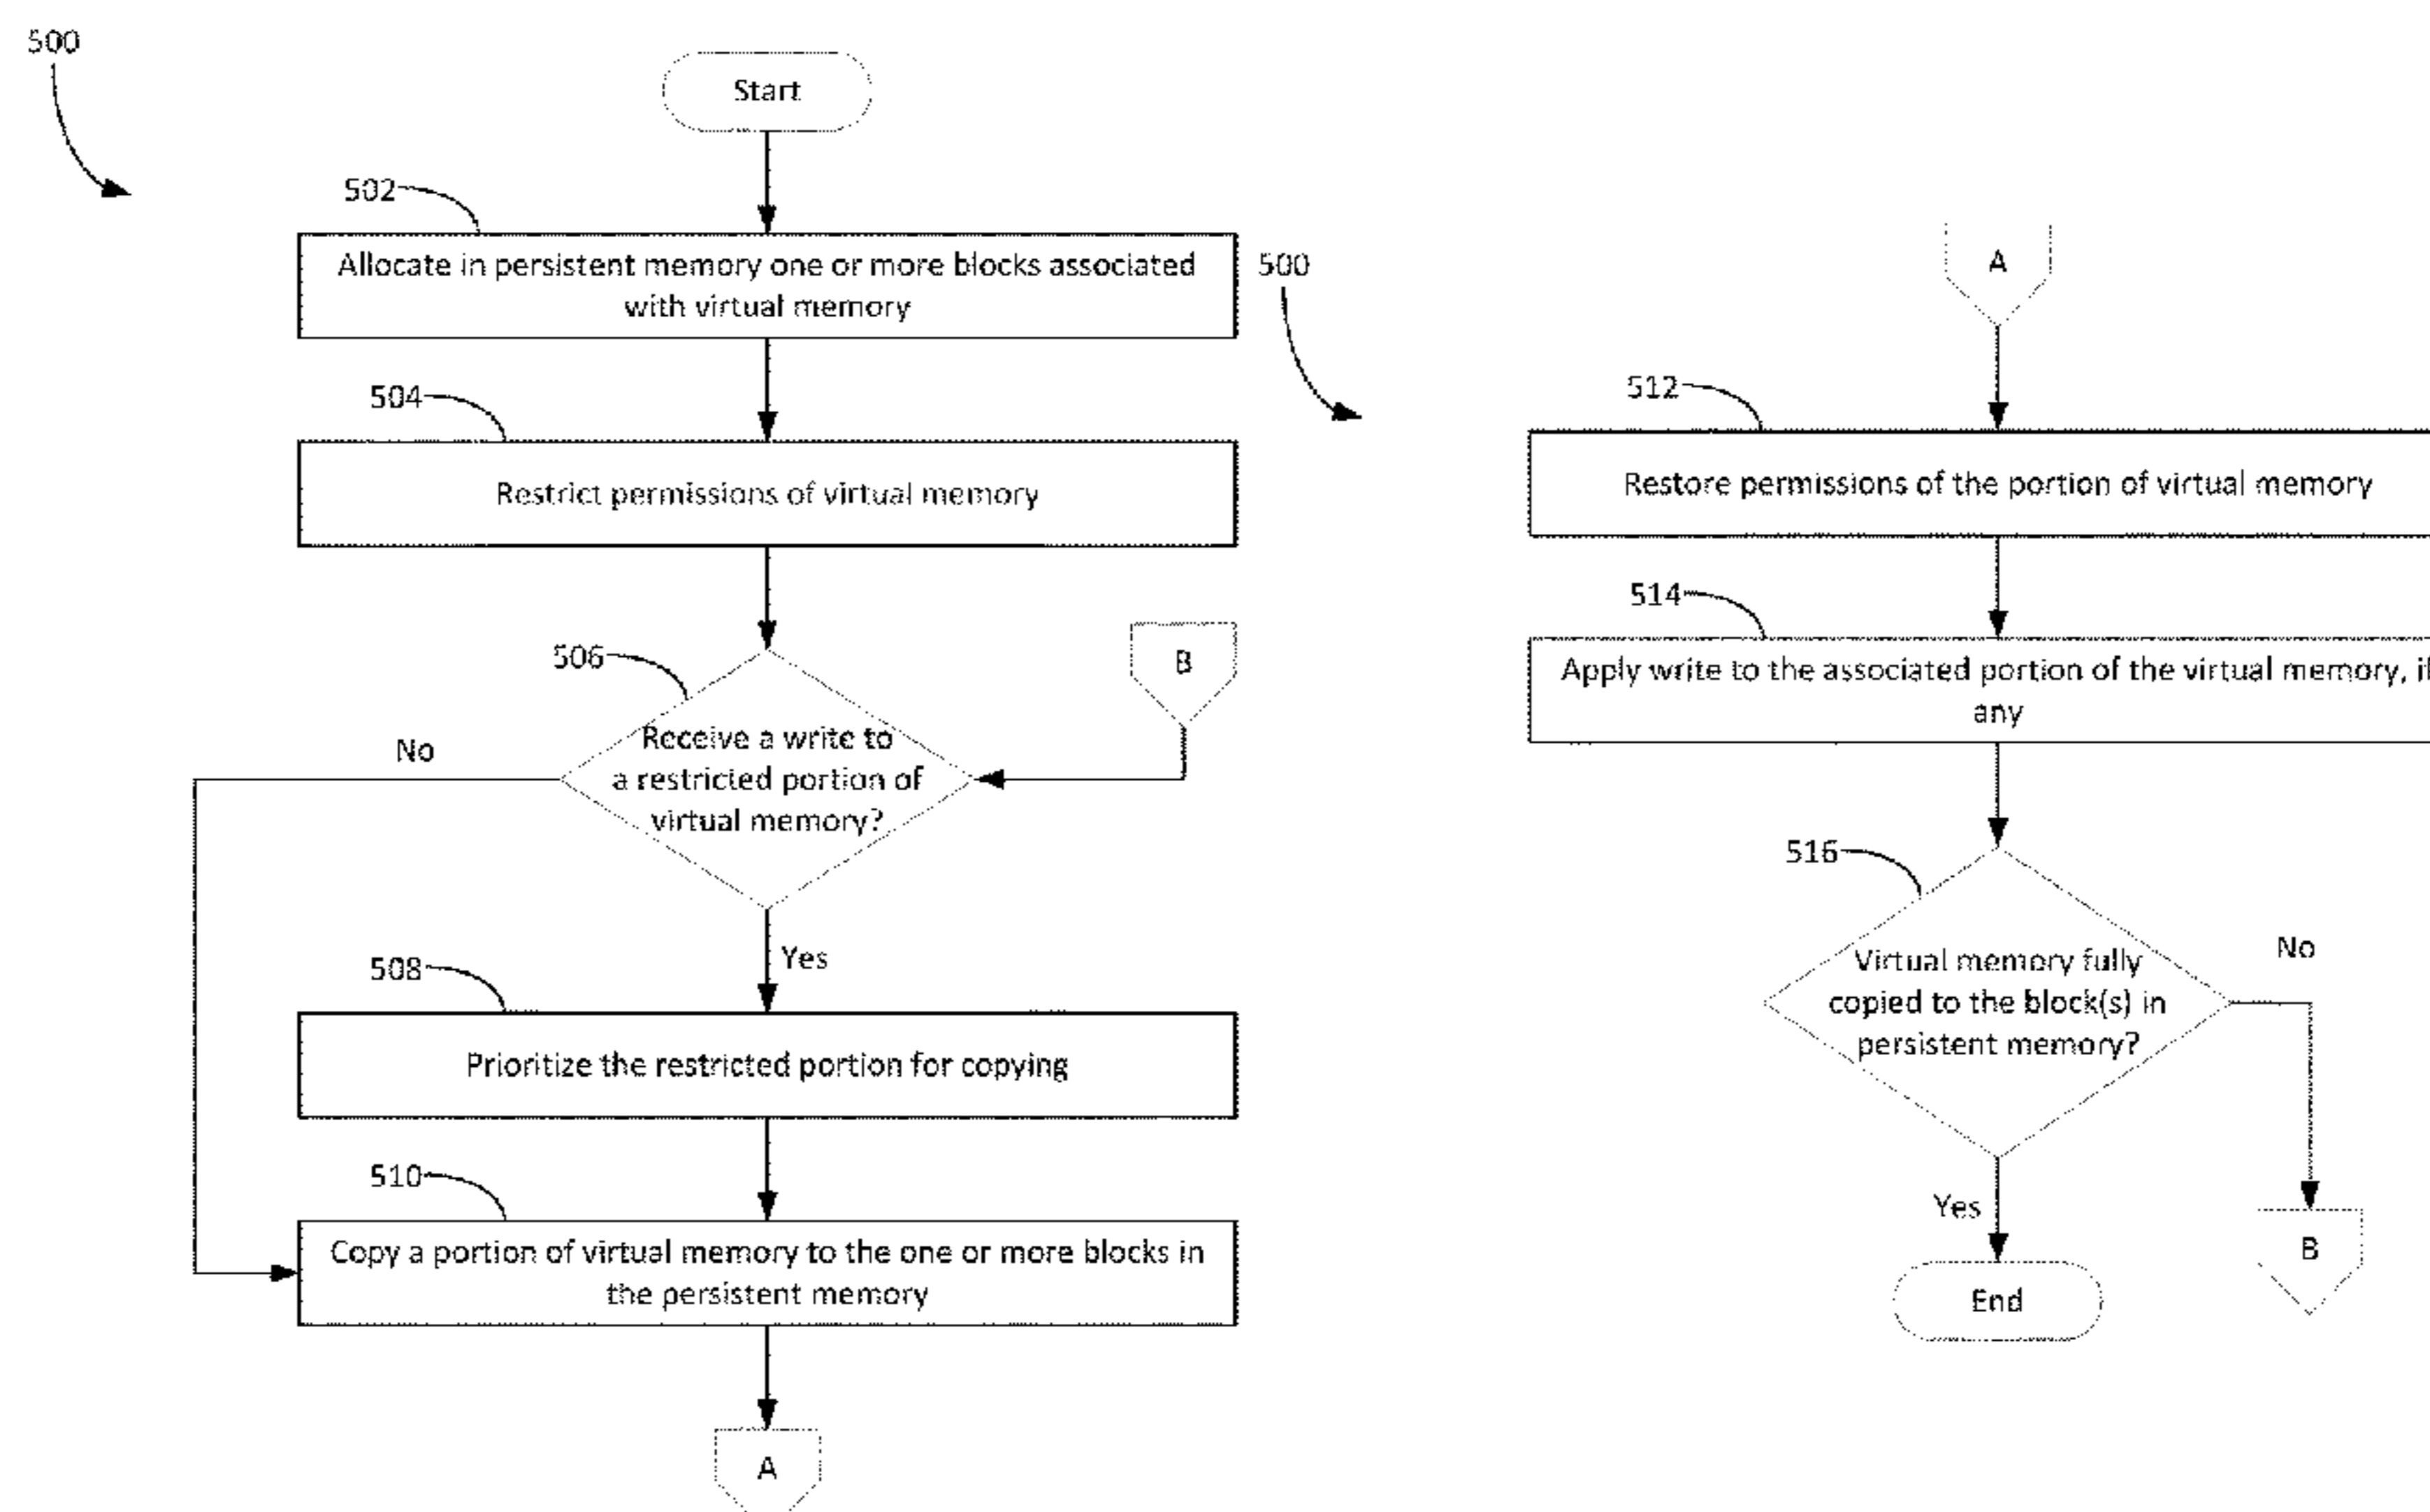 500
Start
502
Allocate in persistent memory one or more blocks associated
with virtual memory
504
Restrict permissions of virtual memory
506
B
Receive a write to
a restricted portion of
virtual memory?
No
Yes
508
Prioritize the restricted portion for copying
510
Copy a portion of virtual memory to the one or more blocks in
the persistent memory
A
500
A
512
Restore permissions of the portion of virtual memory
514
Apply write to the associated portion of the virtual memory, if
any
516
Virtual memory fully
copied to the block(s) in
persistent memory?
No
Yes
B
End